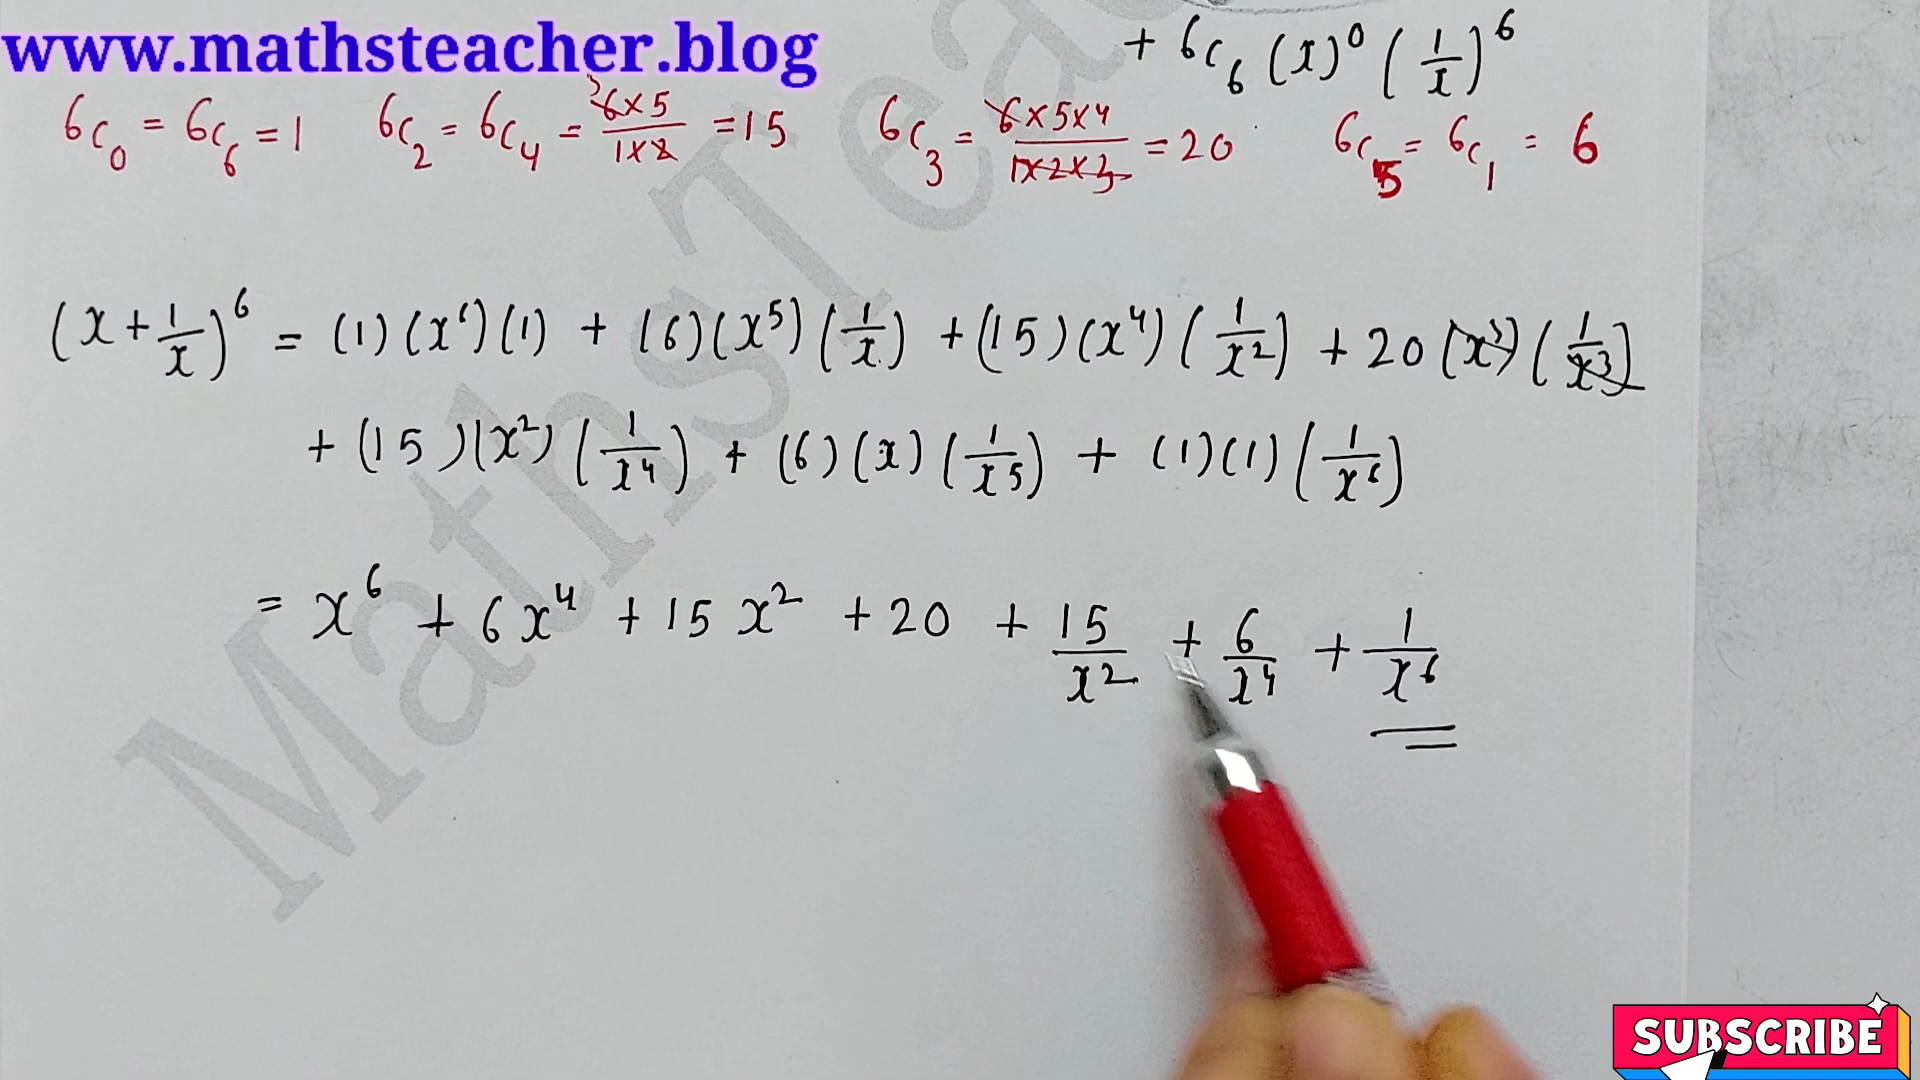 www.mathsteacher.blog
+ 6C₆ (x)⁰ (1/x)⁶
6C₀ = 6C₆ = 1   6C₂ = 6C₄ = 6×5/1×2 = 15   6C₃ = 6×5×4/1×2×3 = 20   6C₅ = 6C₁ = 6
(x + 1/x)⁶ = (1)(x⁶)(1) + (6)(x⁵)(1/x) + (15)(x⁴)(1/x²) + 20(x³)(1/x³)
+ (15)(x²)(1/x⁴) + (6)(x)(1/x⁵) + (1)(1)(1/x⁶)
= x⁶ + 6x⁴ + 15x² + 20 + 15/x² + 6/x⁴ + 1/x⁶
MathsTea
SUBSCRIBE